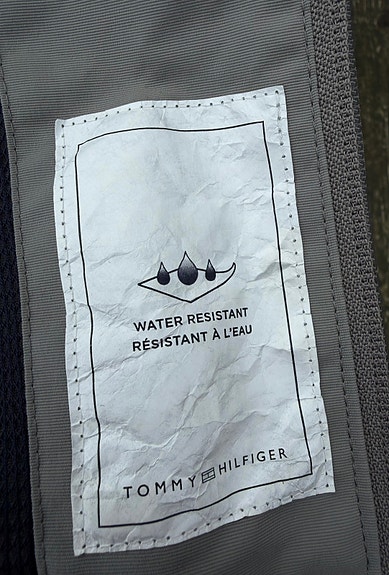 WATER RESISTANT
RÉSISTANT À L'EAU
TOMMY HILFIGER